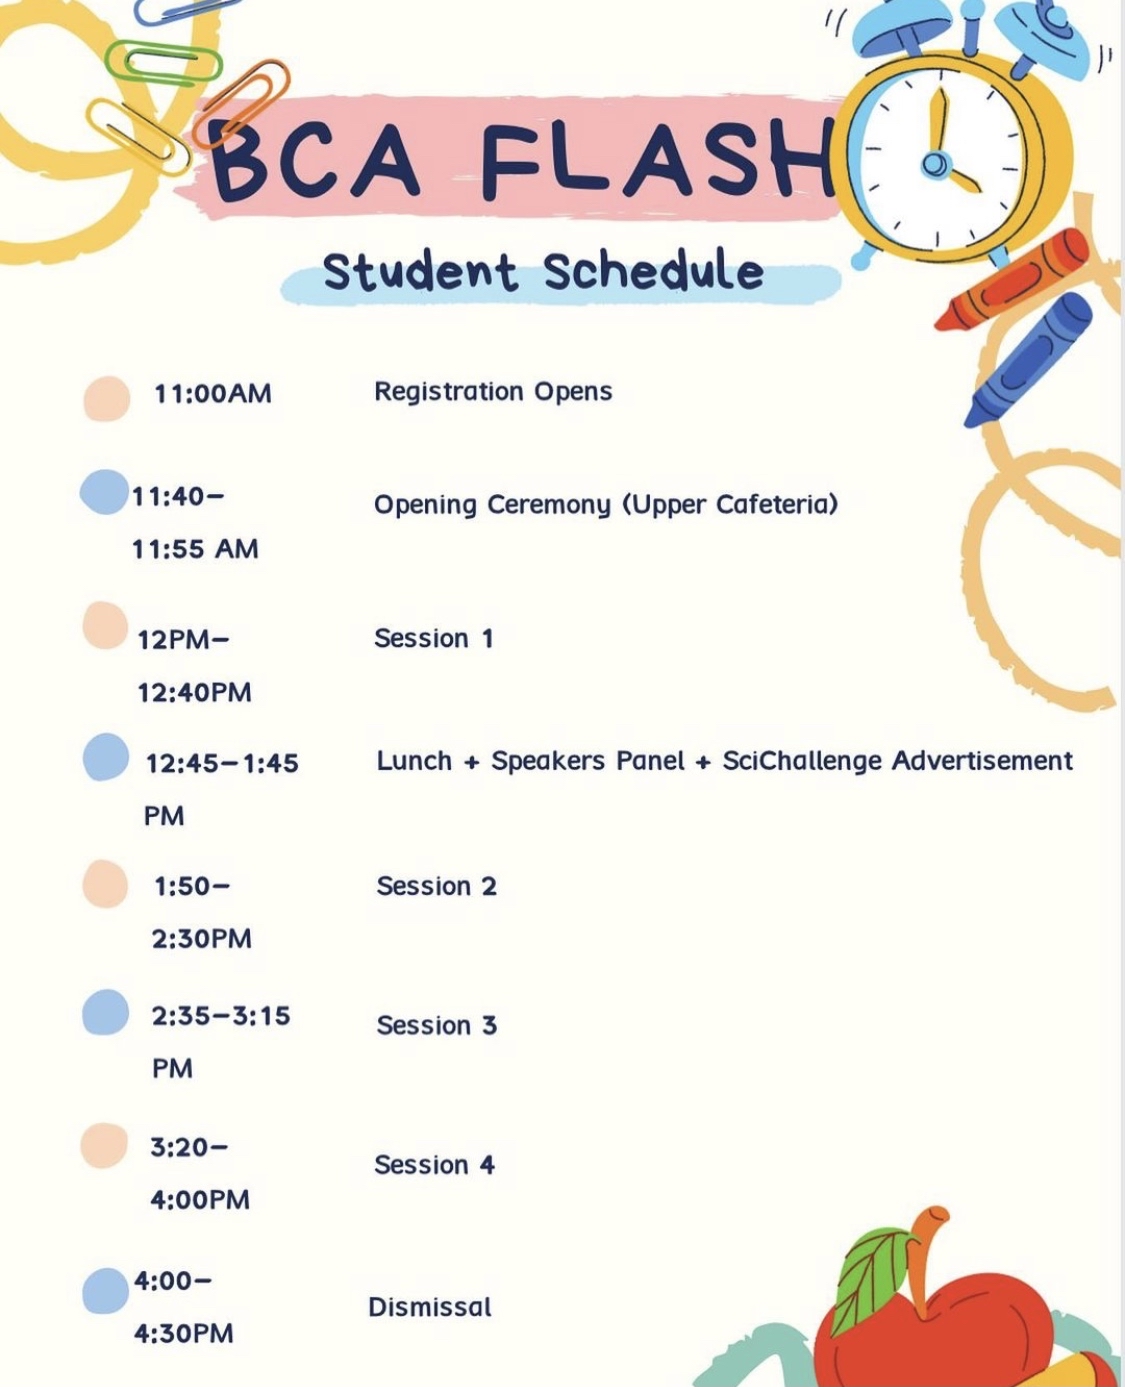 BCA FLASH
Student Schedule
11:00AM Registration Opens
11:40–
11:55 AM
Opening Ceremony (Upper Cafeteria)
12PM–
12:40PM
Session 1
12:45–1:45
PM
Lunch + Speakers Panel + SciChallenge Advertisement
1:50–
2:30PM
Session 2
2:35–3:15
PM
Session 3
3:20–
4:00PM
Session 4
4:00–
4:30PM
Dismissal